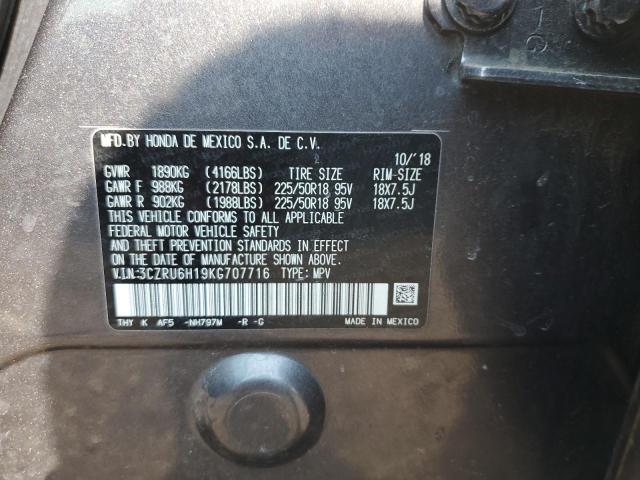 MFD.BY HONDA DE MEXICO S.A. DE C.V.
10/'18
GVWR 1890KG (4166LBS) TIRE SIZE RIM-SIZE
GAWR F 988KG (2178LBS) 225/50R18 95V 18X7.5J
GAWR R 902KG (1988LBS) 225/50R18 95V 18X7.5J
THIS VEHICLE CONFORMS TO ALL APPLICABLE
FEDERAL MOTOR VEHICLE SAFETY
AND THEFT PREVENTION STANDARDS IN EFFECT
ON THE DATE OF MANUFACTURE SHOWN ABOVE.
V.I.N:3CZRU6H19KG707716 TYPE: MPV
THY K AF5 -NH797M -R -G MADE IN MEXICO